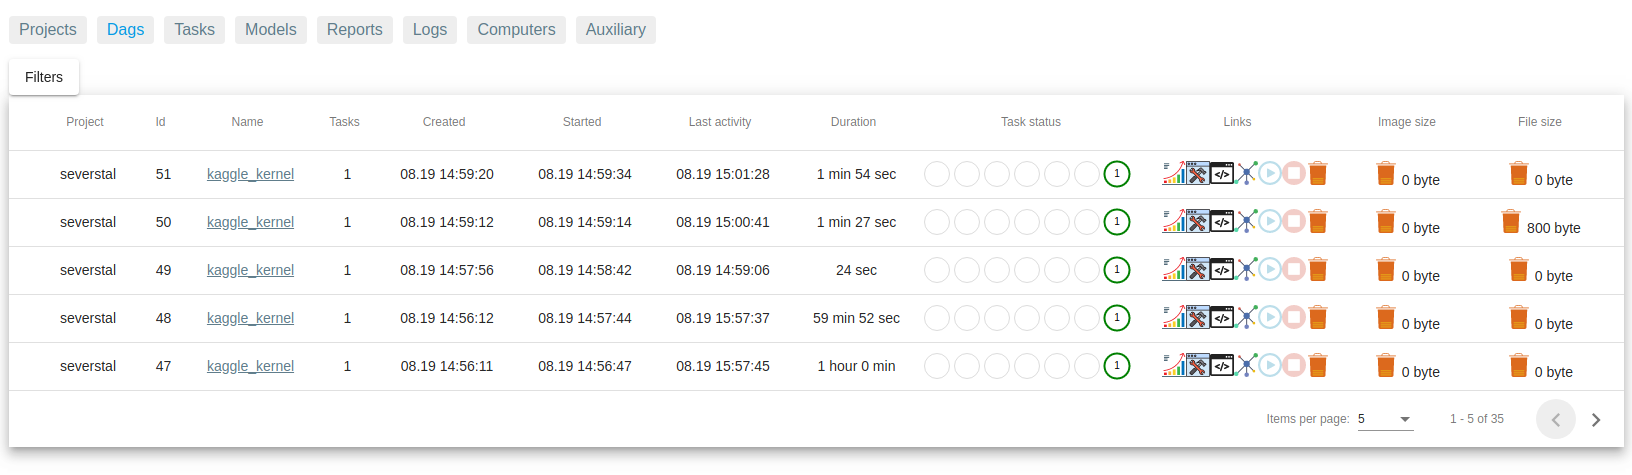 Projects Dags Tasks Models Reports Logs Computers Auxiliary
Filters
Project Id Name Tasks Created Started Last activity Duration Task status Links Image size File size
severstal 51 kaggle_kernel 1 08.19 14:59:20 08.19 14:59:34 08.19 15:01:28 1 min 54 sec 1 </> 0 byte 0 byte
severstal 50 kaggle_kernel 1 08.19 14:59:12 08.19 14:59:14 08.19 15:00:41 1 min 27 sec 1 </> 0 byte 800 byte
severstal 49 kaggle_kernel 1 08.19 14:57:56 08.19 14:58:42 08.19 14:59:06 24 sec 1 </> 0 byte 0 byte
severstal 48 kaggle_kernel 1 08.19 14:56:12 08.19 14:57:44 08.19 15:57:37 59 min 52 sec 1 </> 0 byte 0 byte
severstal 47 kaggle_kernel 1 08.19 14:56:11 08.19 14:56:47 08.19 15:57:45 1 hour 0 min 1 </> 0 byte 0 byte
Items per page: 5 1 - 5 of 35